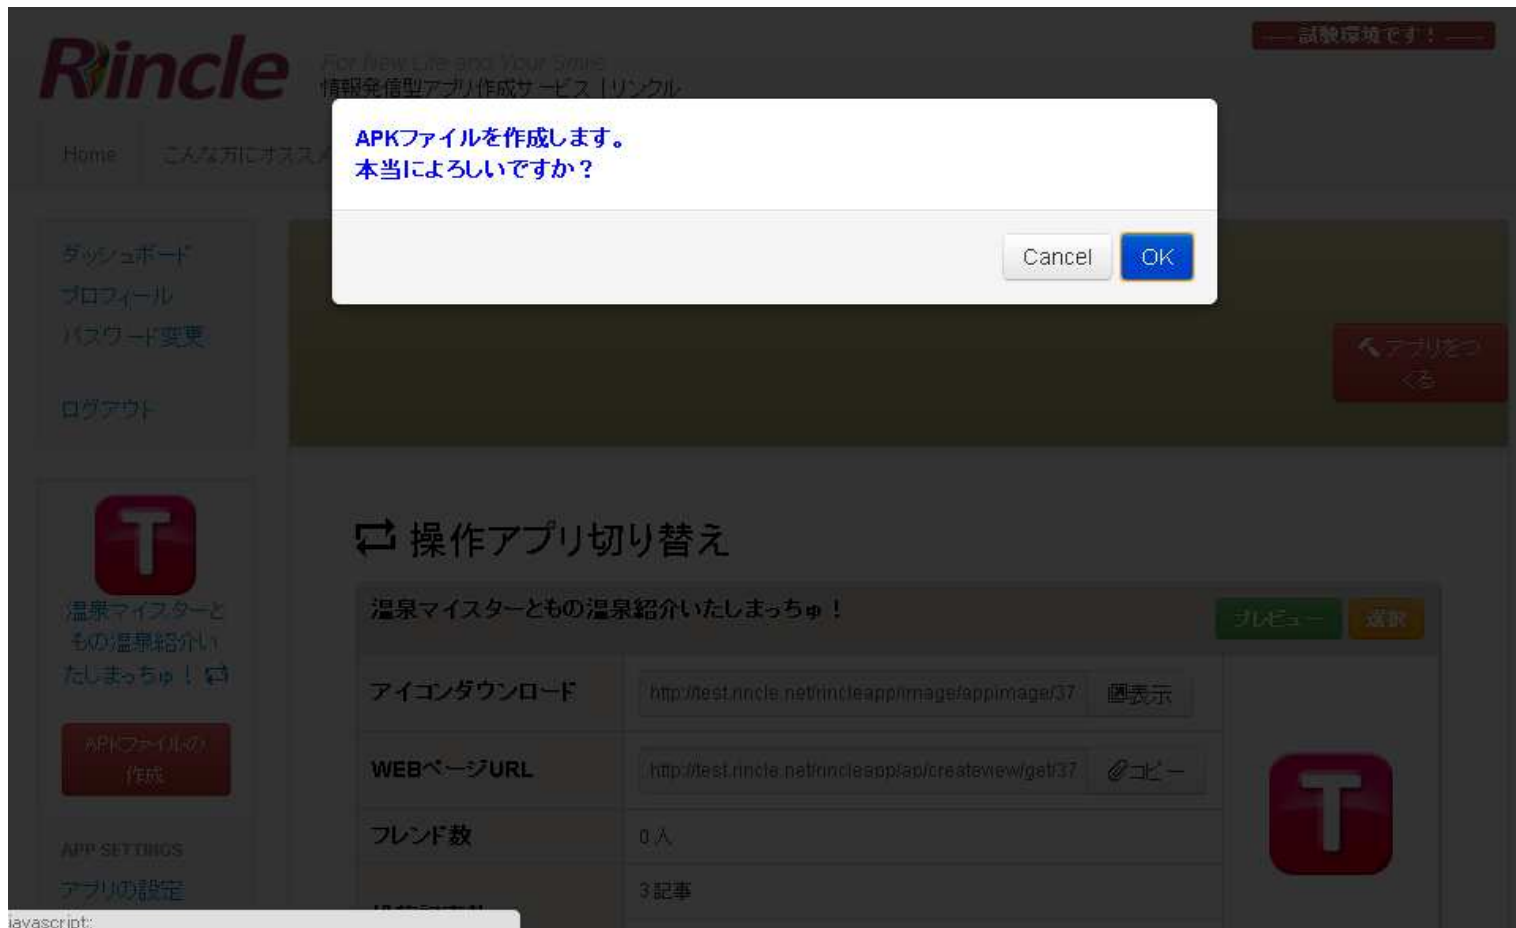 Rincle
For New Life and Your Smile
情報発信型アプリ作成サービス | リンクル
試験環境です!
Home
こんな方にオススメ
APKファイルを作成します。
本当によろしいですか?
Cancel
OK
ダッシュボード
プロフィール
パスワード変更
ログアウト
アプリをつ
くる
T
温泉マイスターと
もの温泉紹介い
たしまっちゅ!
APKファイルの
作成
APP SETTINGS
アプリの設定
操作アプリ切り替え
温泉マイスターともの温泉紹介いたしまっちゅ!
プレビュー
選択
アイコンダウンロード
http://test.rincle.net/rincleapp/image/appimage/37
表示
WEBページURL
http://test.rincle.net/rincleapp/ap/createview/get/37
コピー
フレンド数
0 人
T
3 記事
javascript: